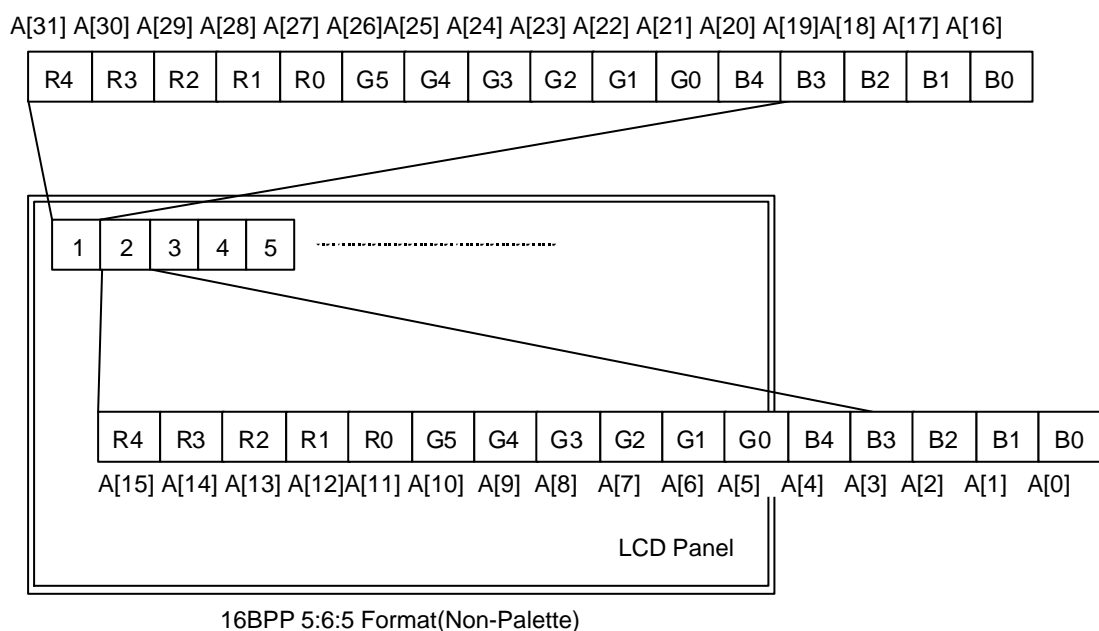 A[31] A[30] A[29] A[28] A[27] A[26]A[25] A[24] A[23] A[22] A[21] A[20] A[19]A[18] A[17] A[16]
R4 R3 R2 R1 R0 G5 G4 G3 G2 G1 G0 B4 B3 B2 B1 B0
1 2 3 4 5
R4 R3 R2 R1 R0 G5 G4 G3 G2 G1 G0 B4 B3 B2 B1 B0
A[15] A[14] A[13] A[12]A[11] A[10] A[9] A[8] A[7] A[6] A[5] A[4] A[3] A[2] A[1] A[0]
LCD Panel
16BPP 5:6:5 Format(Non-Palette)